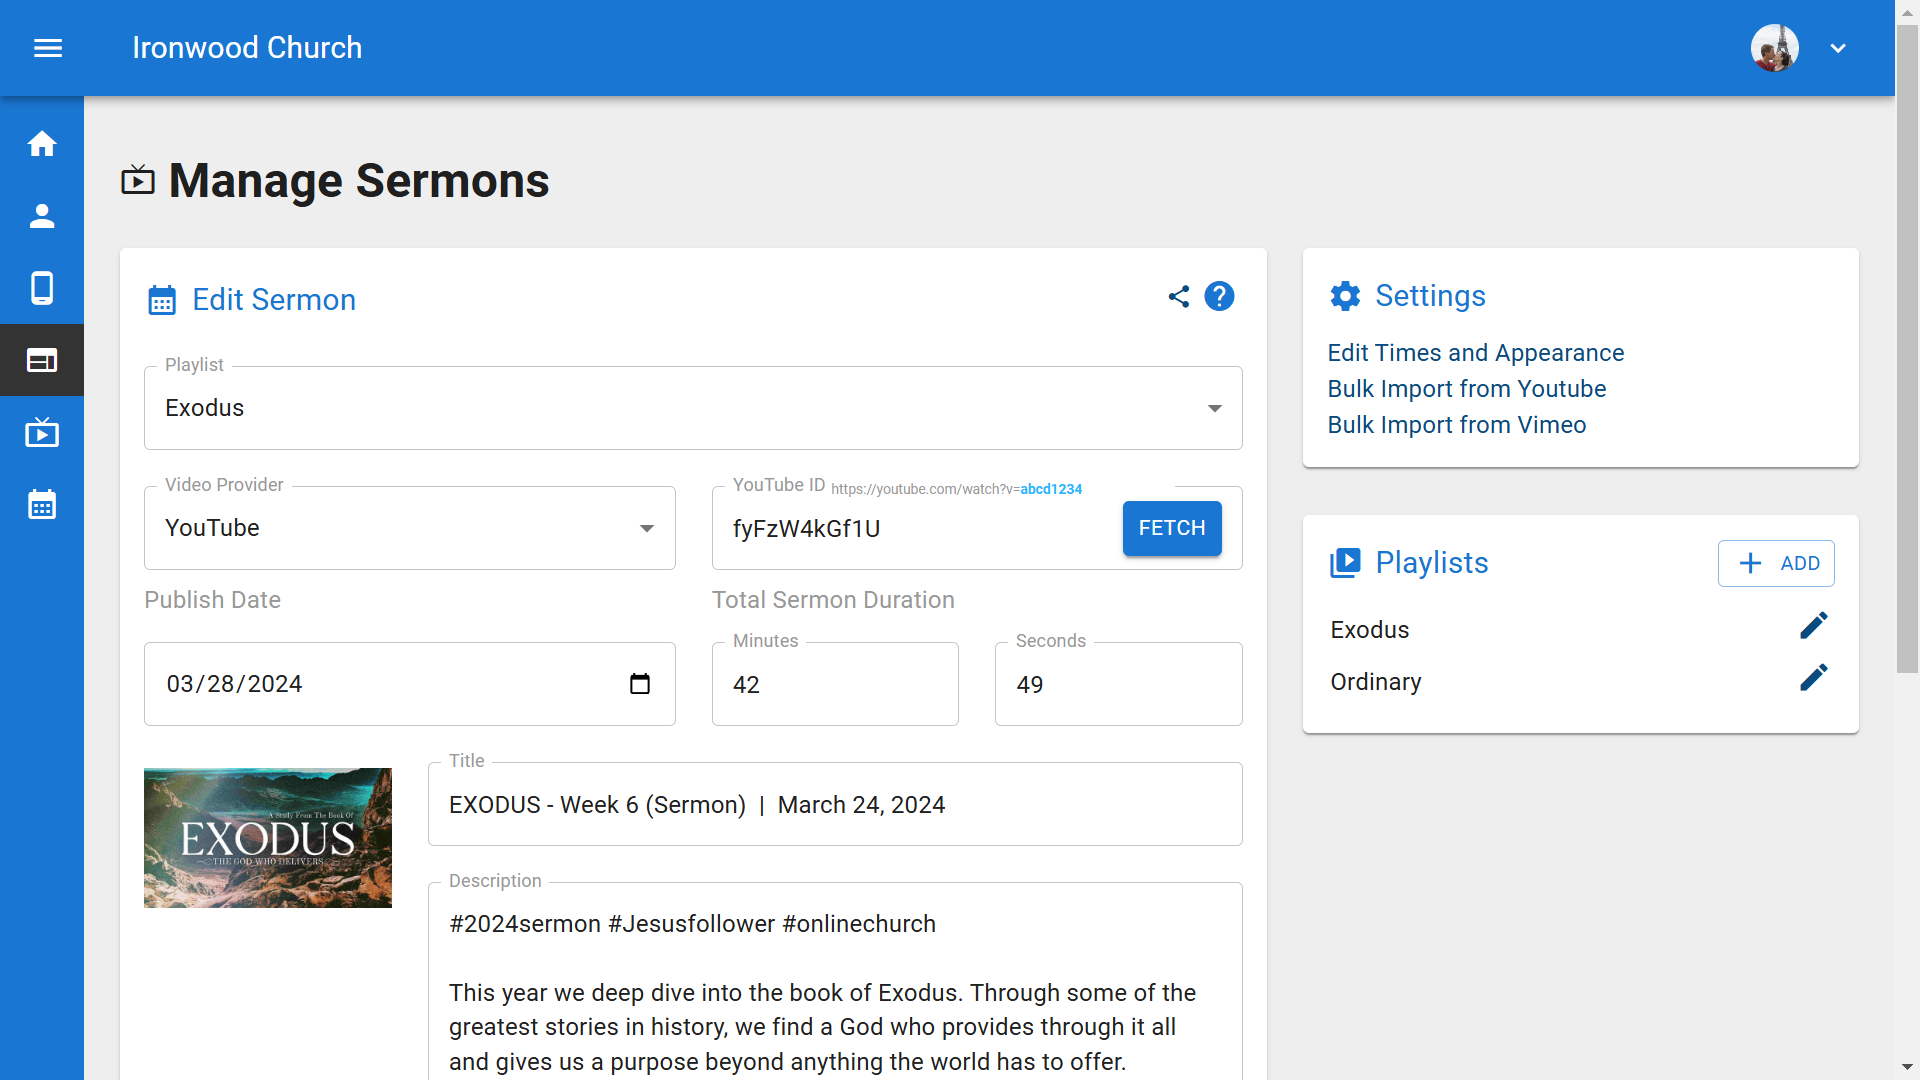 Ironwood Church
Manage Sermons
Edit Sermon
Playlist
Exodus
Video Provider
YouTube
YouTube ID https://youtube.com/watch?v=abcd1234
fyFzW4kGf1U
FETCH
Publish Date
03/28/2024
Total Sermon Duration
Minutes
42
Seconds
49
A Study From The Book Of
EXODUS
THE GOD WHO DELIVERS
Title
EXODUS - Week 6 (Sermon) | March 24, 2024
Description
#2024sermon #Jesusfollower #onlinechurch
This year we deep dive into the book of Exodus. Through some of the
greatest stories in history, we find a God who provides through it all
and gives us a purpose beyond anything the world has to offer.
Settings
Edit Times and Appearance
Bulk Import from Youtube
Bulk Import from Vimeo
Playlists
ADD
Exodus
Ordinary